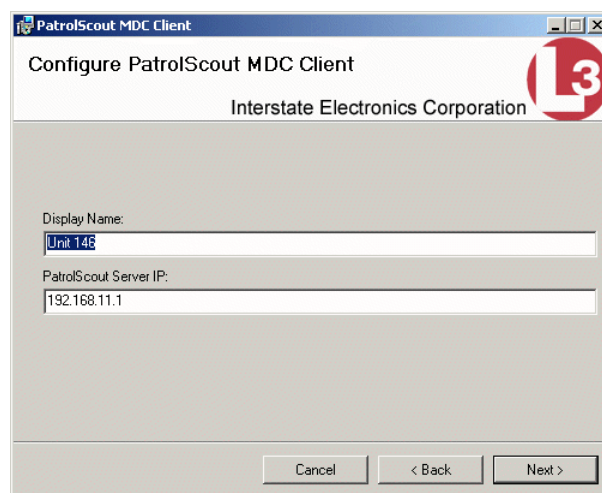 PatrolScout MDC Client
Configure PatrolScout MDC Client
L3
Interstate Electronics Corporation
Display Name:
Unit 146
PatrolScout Server IP:
192.168.11.1
Cancel
< Back
Next >